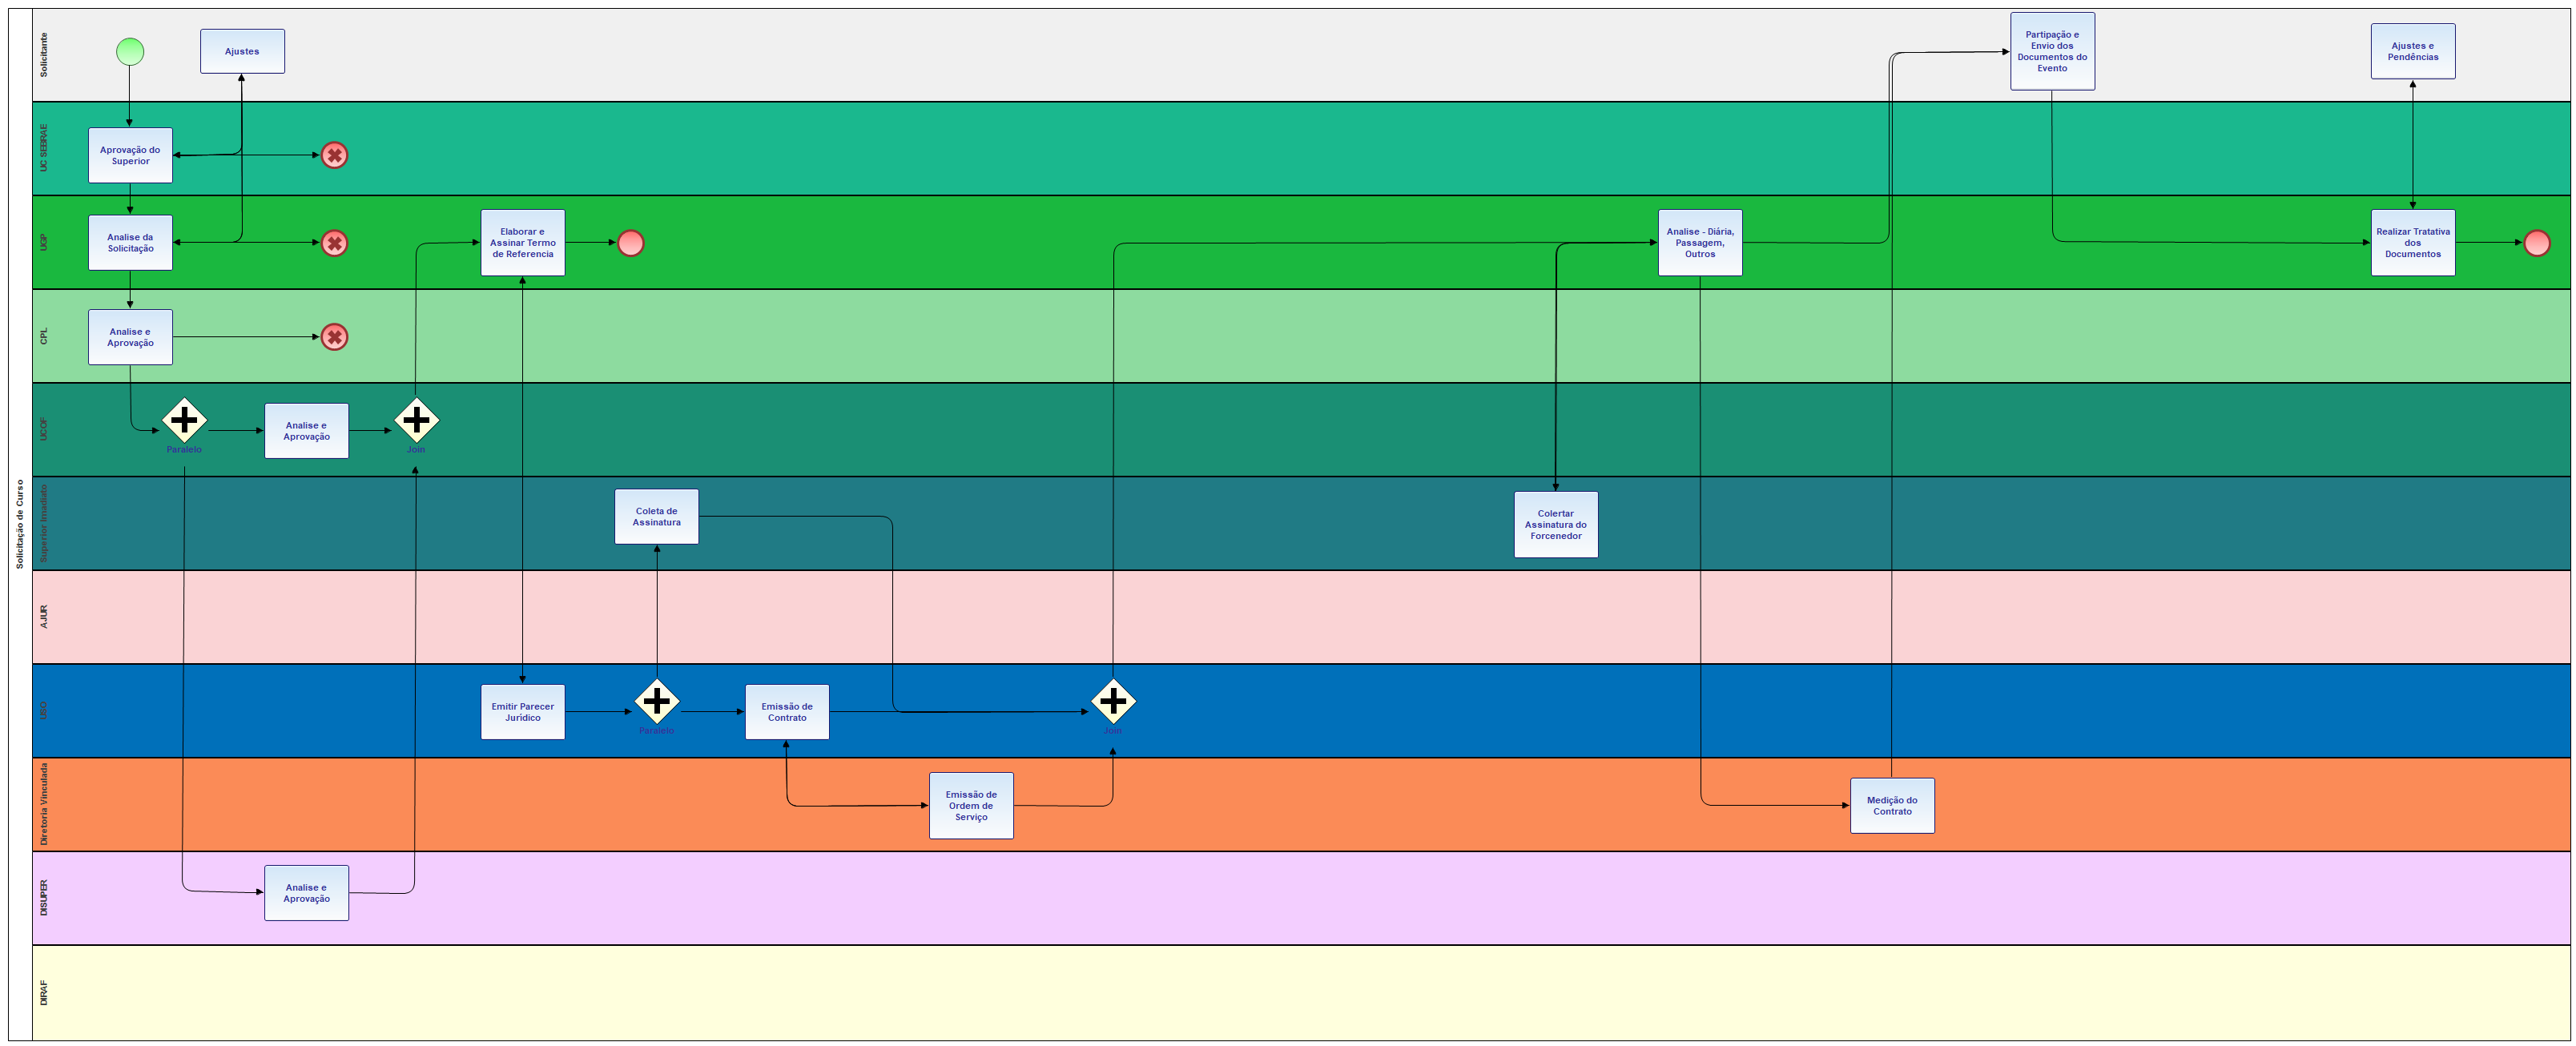 Solicitação de Curso
Solicitante
Ajustes
Partipação e
Envio dos
Documentos do
Evento
Ajustes e
Pendências
UC SEBRAE
Aprovação do
Superior
UGP
Analise da
Solicitação
Elaborar e
Assinar Termo
de Referencia
Analise - Diária,
Passagem,
Outros
Realizar Tratativa
dos
Documentos
CPL
Analise e
Aprovação
UCOF
Paralelo
Analise e
Aprovação
Join
Superior Imadiato
Coleta de
Assinatura
Colertar
Assinatura do
Forcenedor
AJUR
USO
Emitir Parecer
Jurídico
Paralelo
Emissão de
Contrato
Join
Diretoria Vinculada
Emissão de
Ordem de
Serviço
Medição do
Contrato
DISUPER
Analise e
Aprovação
DIRAF